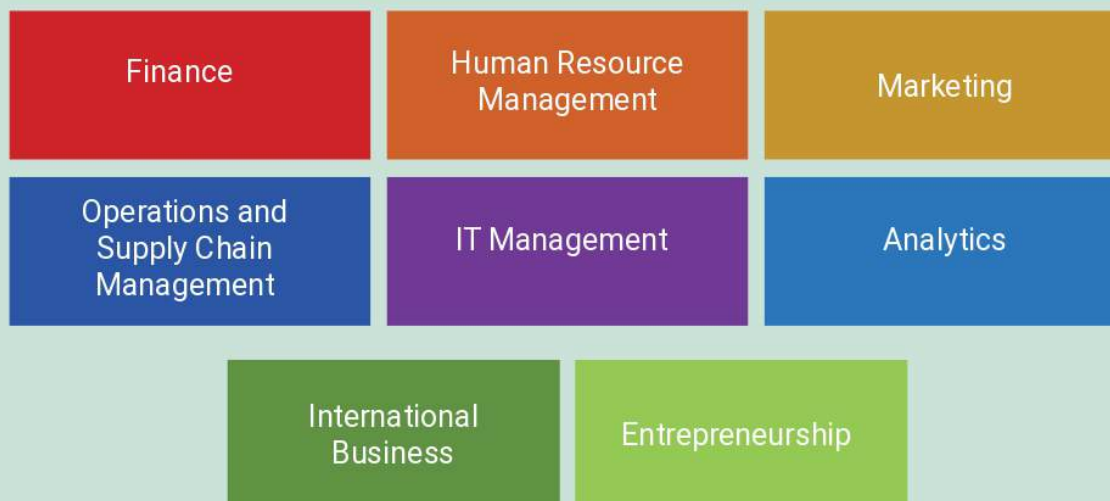 Finance
Human Resource
Management
Marketing
Operations and
Supply Chain
Management
IT Management
Analytics
International
Business
Entrepreneurship